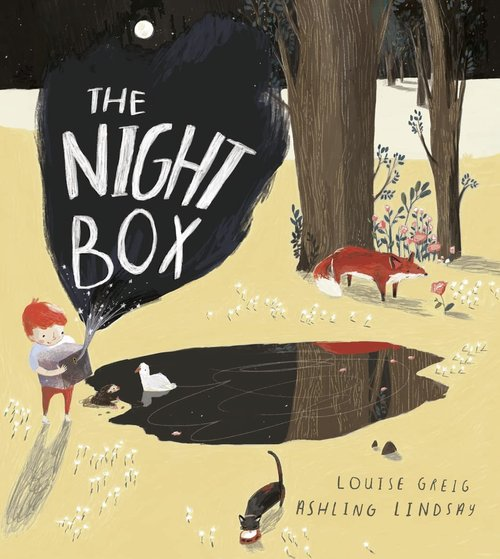 THE
NIGHT
BOX
LOUISE GREIG
ASHLING LINDSAY